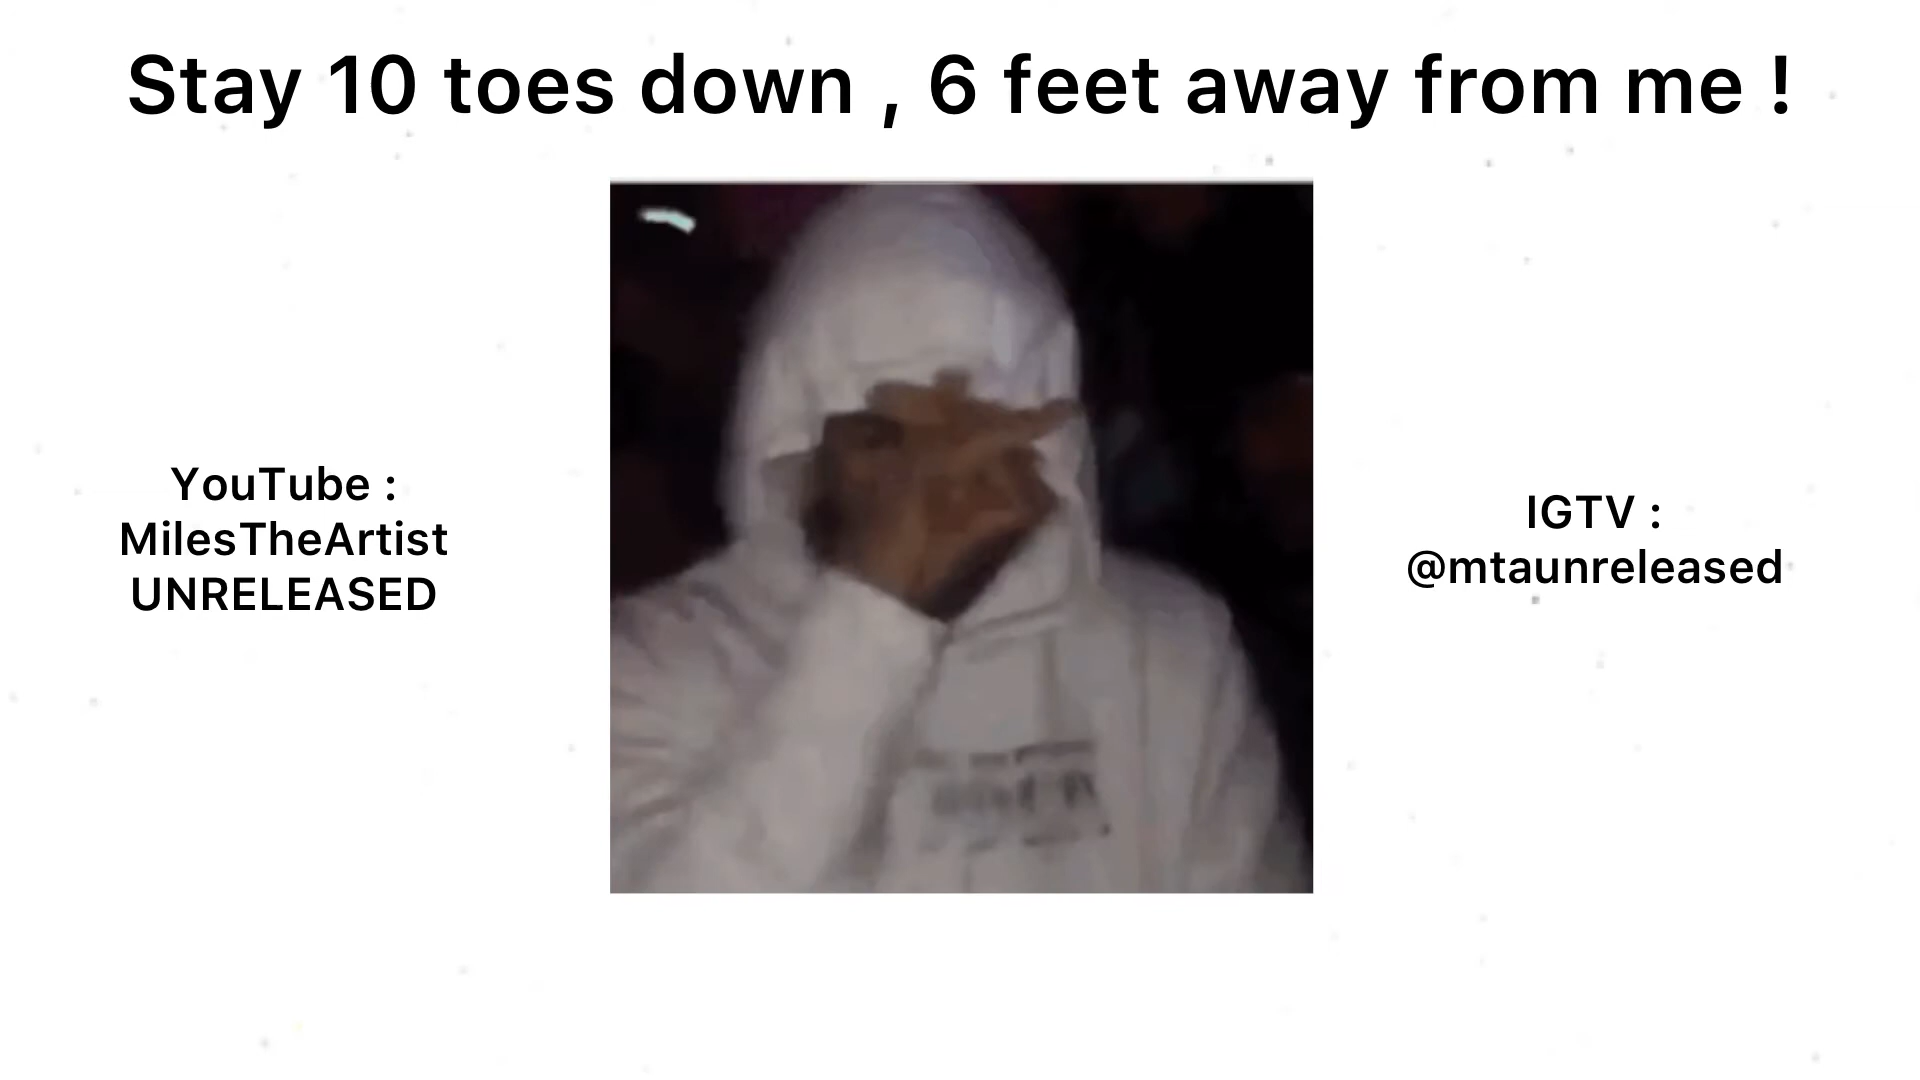 Stay 10 toes down , 6 feet away from me !
YouTube :
MilesTheArtist
UNRELEASED
IGTV :
@mtaunreleased